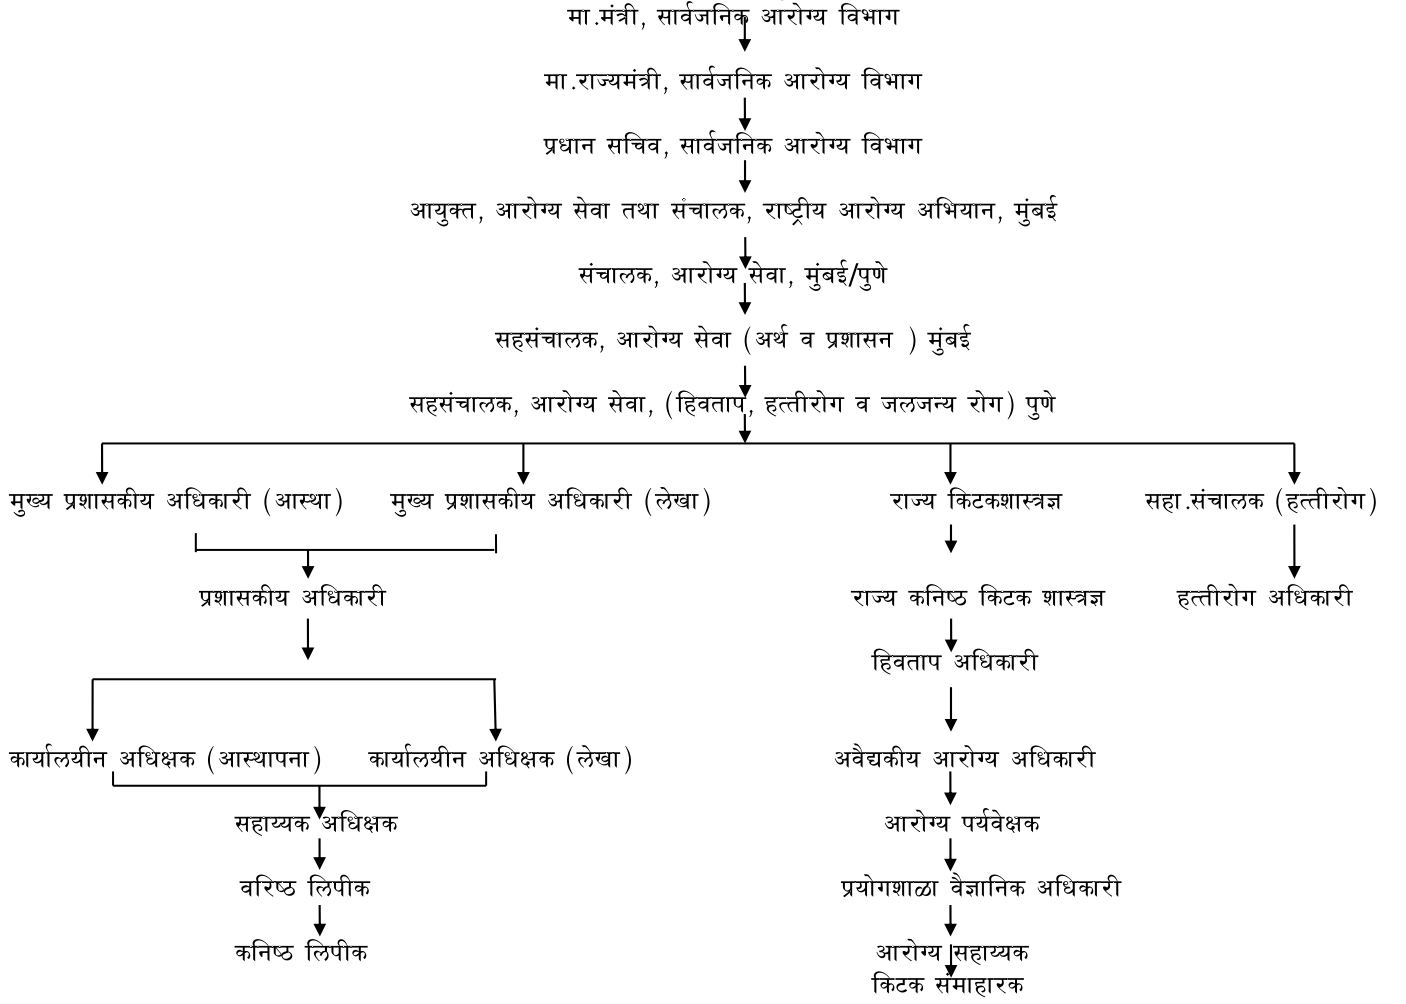 मा.मंत्री, सार्वजनिक आरोग्य विभाग
मा.राज्यमंत्री, सार्वजनिक आरोग्य विभाग
प्रधान सचिव, सार्वजनिक आरोग्य विभाग
आयुक्त, आरोग्य सेवा तथा संचालक, राष्ट्रीय आरोग्य अभियान, मुंबई
संचालक, आरोग्य सेवा, मुंबई/पुणे
सहसंचालक, आरोग्य सेवा (अर्थ व प्रशासन ) मुंबई
सहसंचालक, आरोग्य सेवा, (हिवताप, हत्तीरोग व जलजन्य रोग) पुणे
मुख्य प्रशासकीय अधिकारी (आस्था) मुख्य प्रशासकीय अधिकारी (लेखा) राज्य किटकशास्त्रज्ञ सहा.संचालक (हत्तीरोग)
प्रशासकीय अधिकारी राज्य कनिष्ठ किटक शास्त्रज्ञ हत्तीरोग अधिकारी
हिवताप अधिकारी
कार्यालयीन अधिक्षक (आस्थापना) कार्यालयीन अधिक्षक (लेखा) अवैद्यकीय आरोग्य अधिकारी
सहाय्यक अधिक्षक आरोग्य पर्यवेक्षक
वरिष्ठ लिपीक प्रयोगशाळा वैज्ञानिक अधिकारी
कनिष्ठ लिपीक आरोग्य सहाय्यक
किटक समाहारक